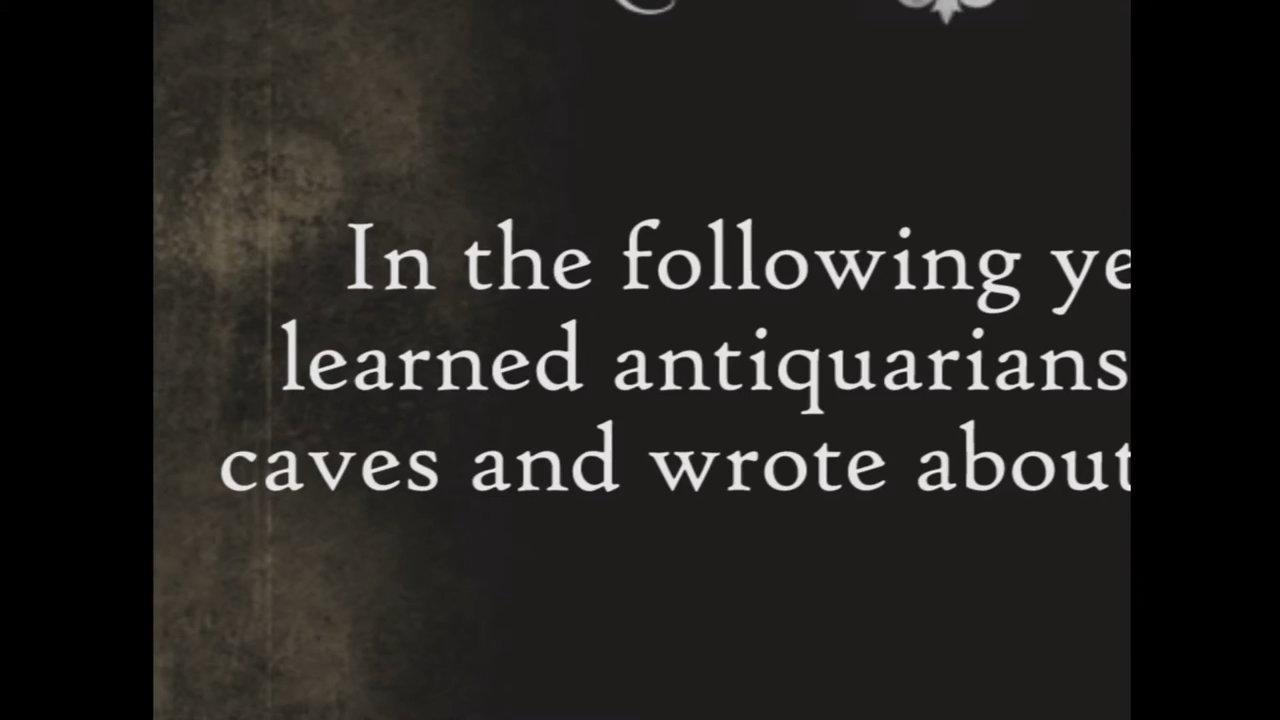 In the following ye
learned antiquarians
caves and wrote about